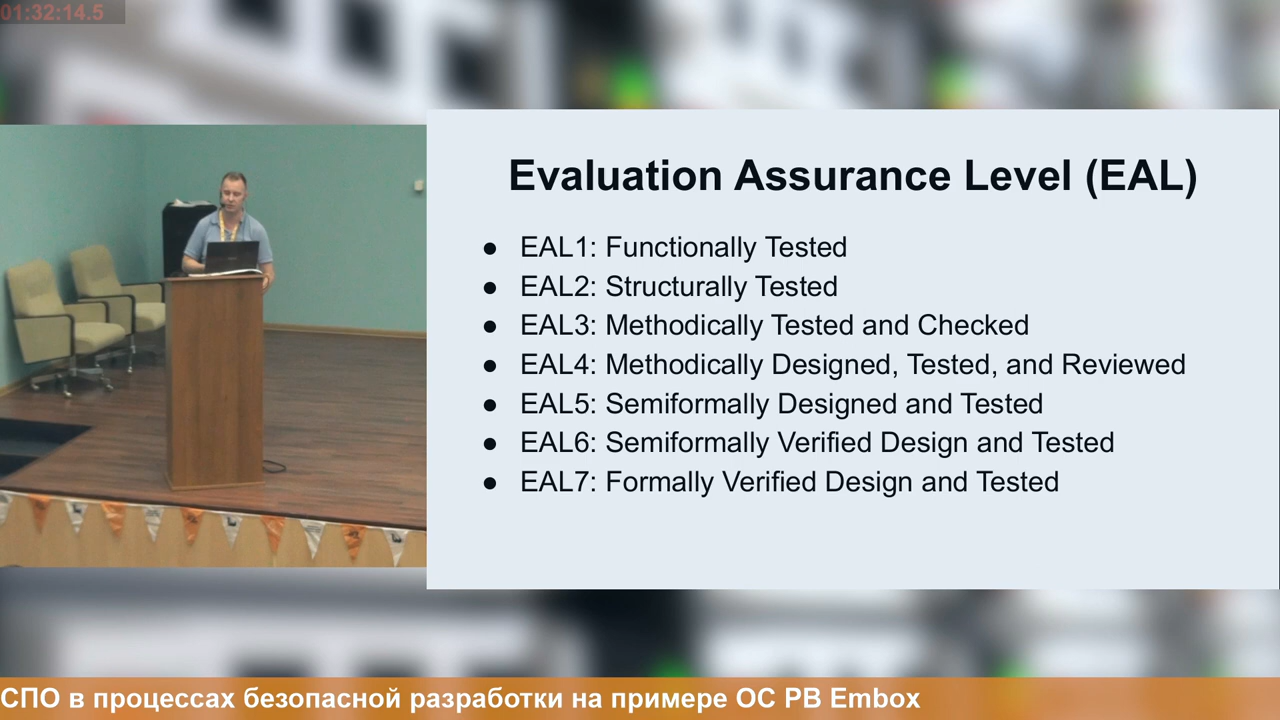 01:32:14.5
Evaluation Assurance Level (EAL)
● EAL1: Functionally Tested
● EAL2: Structurally Tested
● EAL3: Methodically Tested and Checked
● EAL4: Methodically Designed, Tested, and Reviewed
● EAL5: Semiformally Designed and Tested
● EAL6: Semiformally Verified Design and Tested
● EAL7: Formally Verified Design and Tested
СПО в процессах безопасной разработки на примере ОС РВ Embox